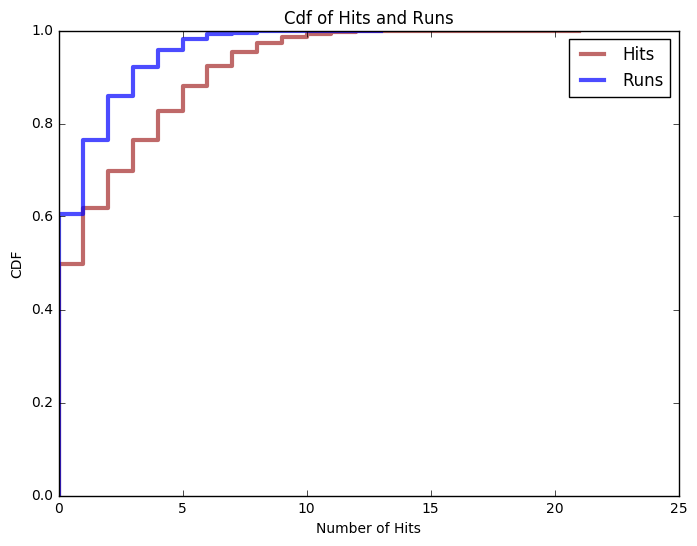 Cdf of Hits and Runs
Hits
Runs
CDF
1.0
0.8
0.6
0.4
0.2
0.0
0 5 10 15 20 25
Number of Hits